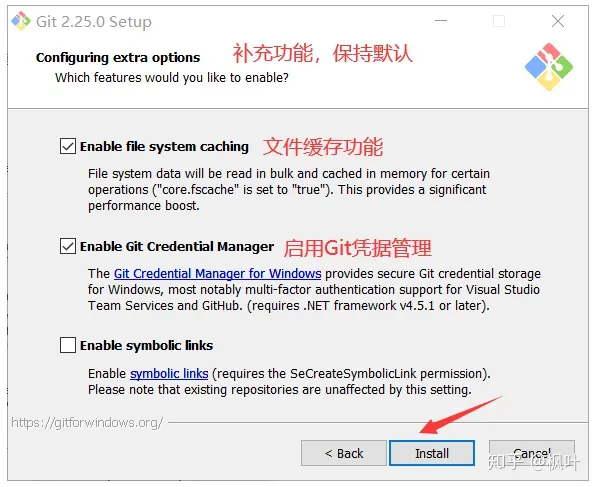 Git 2.25.0 Setup
Configuring extra options 补充功能，保持默认
Which features would you like to enable?
Enable file system caching 文件缓存功能
File system data will be read in bulk and cached in memory for certain
operations ("core.fscache" is set to "true"). This provides a significant
performance boost.
Enable Git Credential Manager 启用Git凭据管理
The Git Credential Manager for Windows provides secure Git credential storage
for Windows, most notably multi-factor authentication support for Visual Studio
Team Services and GitHub. (requires .NET framework v4.5.1 or later).
Enable symbolic links
Enable symbolic links (requires the SeCreateSymbolicLink permission).
Please note that existing repositories are unaffected by this setting.
https://gitforwindows.org/
< Back Install Cancel
知乎 @枫叶